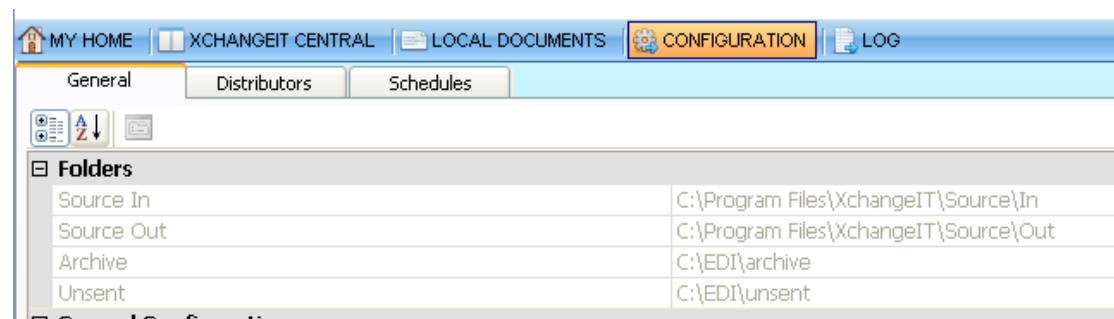 MY HOME XCHANGEIT CENTRAL LOCAL DOCUMENTS CONFIGURATION LOG
General Distributors Schedules
A Z
Folders
Source In C:\Program Files\XchangeIT\Source\In
Source Out C:\Program Files\XchangeIT\Source\Out
Archive C:\EDI\archive
Unsent C:\EDI\unsent